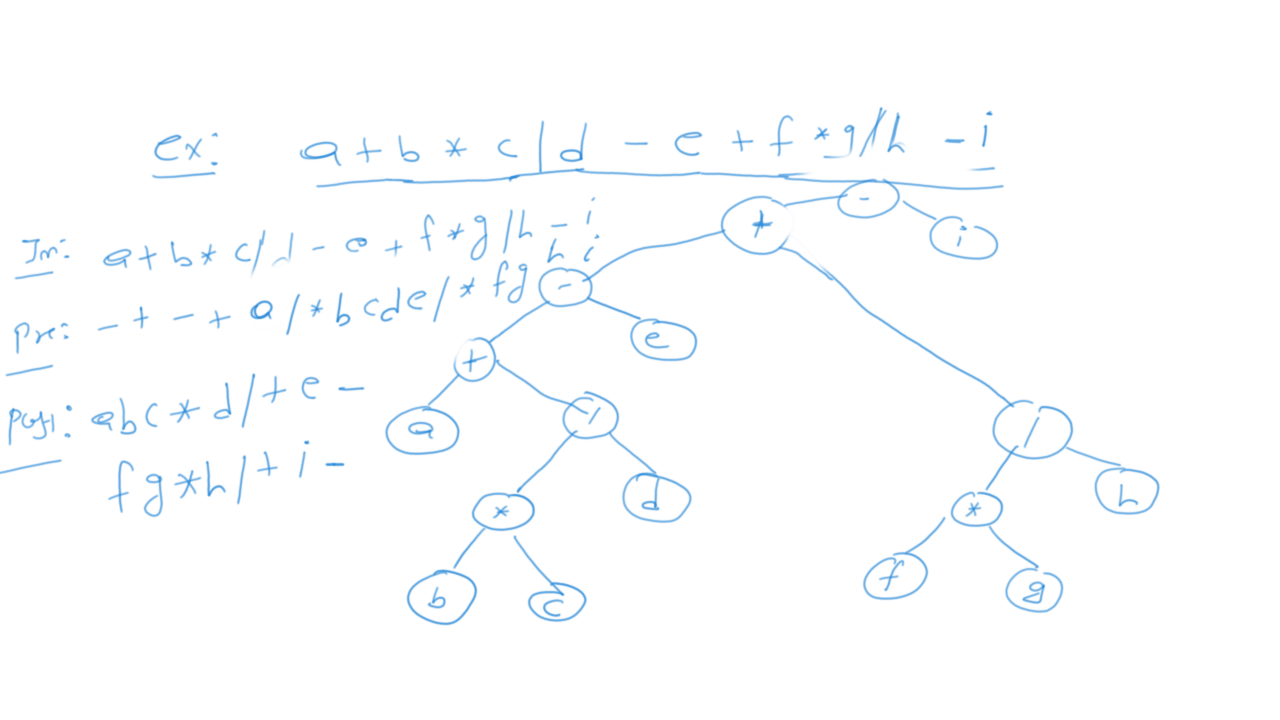 ex: a + b * c / d - e + f * g / h - i
In: a + b * c / d - e + f * g / h - i
Pre: - + - + a / * b c d e / * f g h i
Post: a b c * d / + e -
f g * h / + i -
-
+
i
-
e
+
a
/
/
h
*
d
*
f
g
b
c